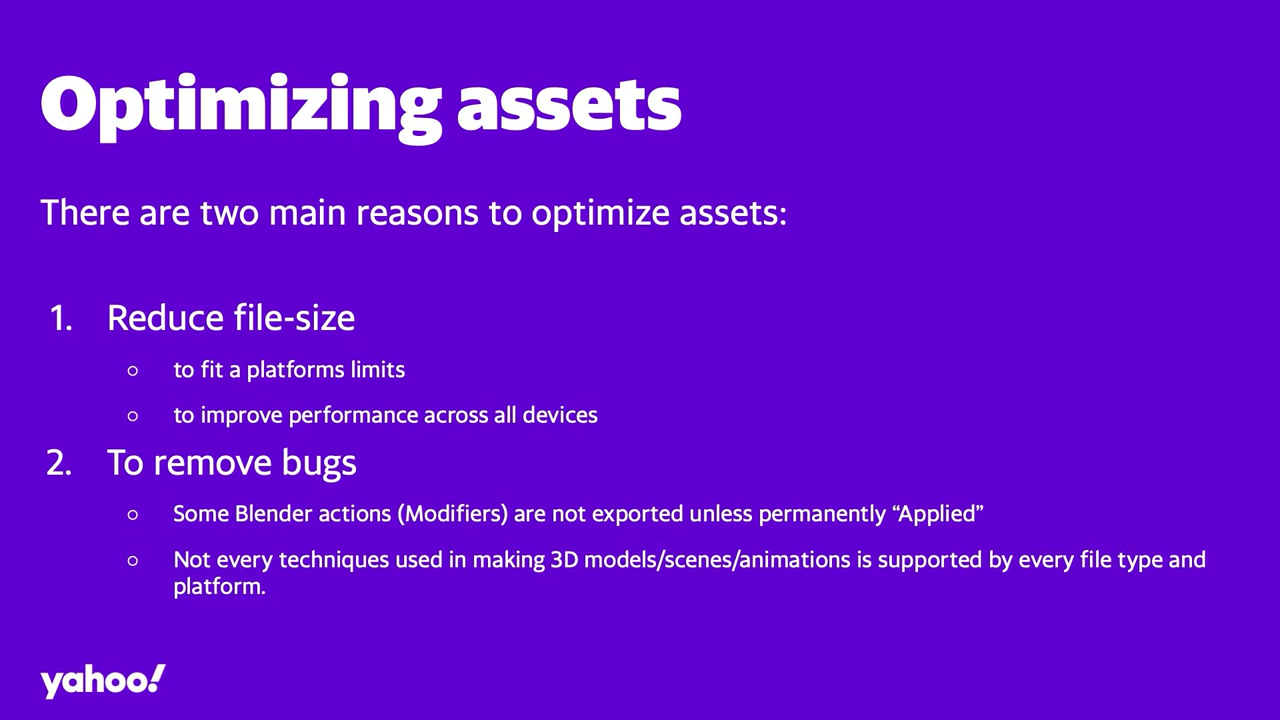 Optimizing assets
There are two main reasons to optimize assets:
1. Reduce file-size
○ to fit a platforms limits
○ to improve performance across all devices
2. To remove bugs
○ Some Blender actions (Modifiers) are not exported unless permanently “Applied”
○ Not every techniques used in making 3D models/scenes/animations is supported by every file type and
platform.
yahoo!